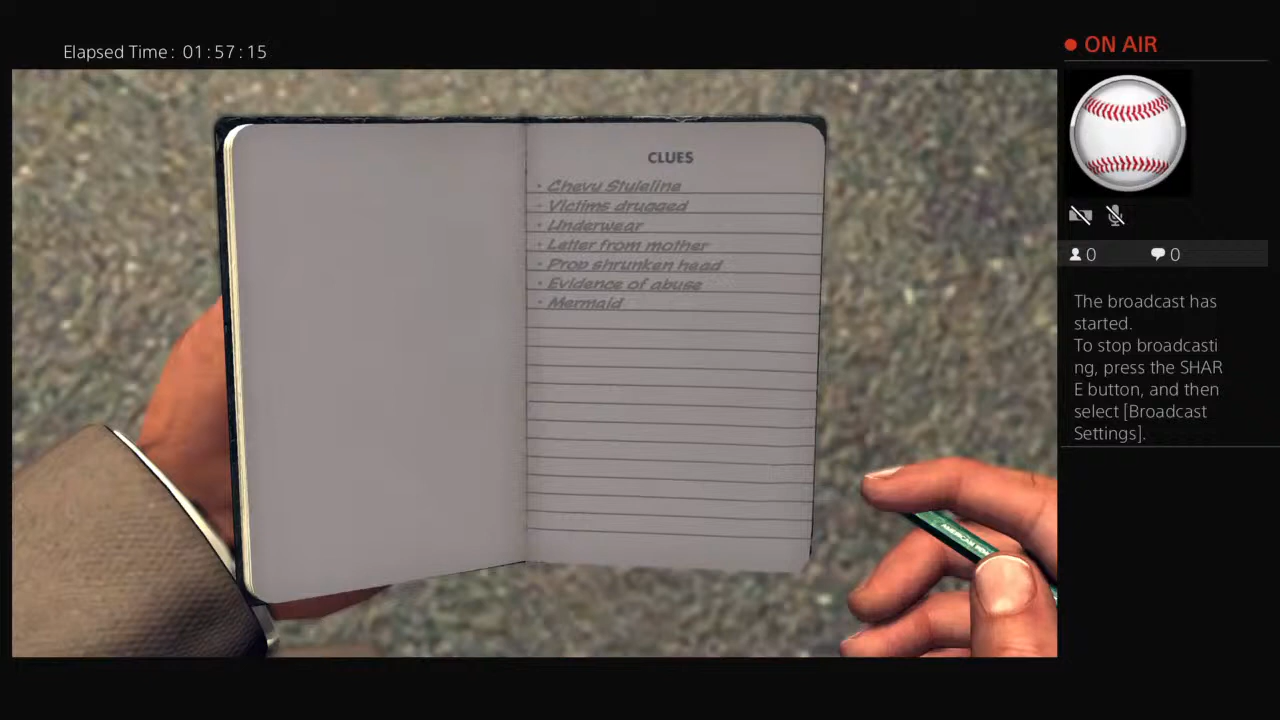 Elapsed Time: 01:57:15
ON AIR
0 0
The broadcast has
started.
To stop broadcasti
ng, press the SHAR
E button, and then
select [Broadcast
Settings].
CLUES
· Chevy Styleline
· Victims drugged
· Underwear
· Letter from mother
· Prop shrunken head
· Evidence of abuse
· Mermaid
AMERICAN